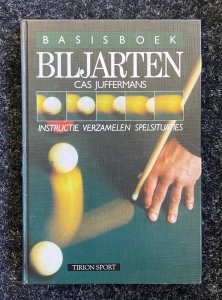 BASISBOEK
BILJARTEN
CAS JUFFERMANS
INSTRUCTIE VERZAMELEN SPELSITUATIES
TIRION SPORT